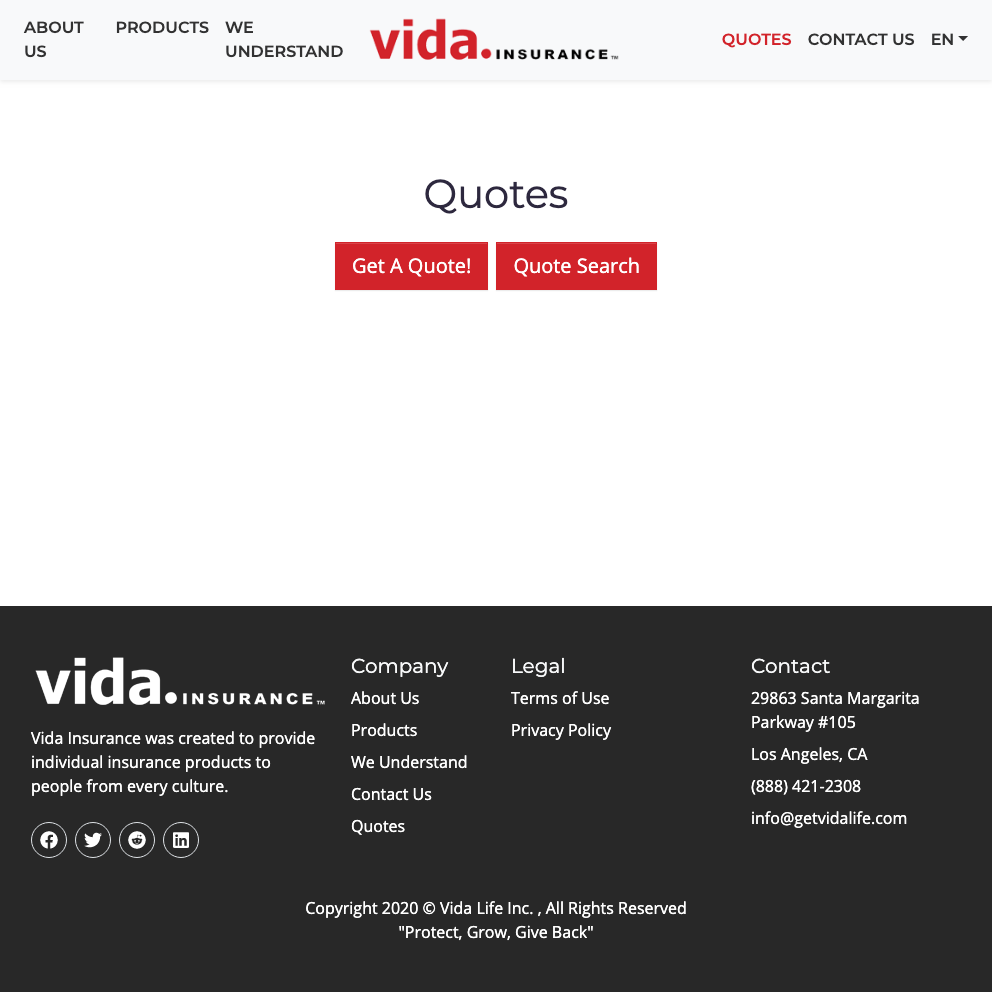 ABOUT US
PRODUCTS
WE UNDERSTAND
vida.INSURANCE™
QUOTES
CONTACT US
EN
Quotes
Get A Quote!
Quote Search
vida.INSURANCE™
Vida Insurance was created to provide
individual insurance products to
people from every culture.
Company
About Us
Products
We Understand
Contact Us
Quotes
Legal
Terms of Use
Privacy Policy
Contact
29863 Santa Margarita
Parkway #105
Los Angeles, CA
(888) 421-2308
info@getvidalife.com
Copyright 2020 © Vida Life Inc. , All Rights Reserved
"Protect, Grow, Give Back"